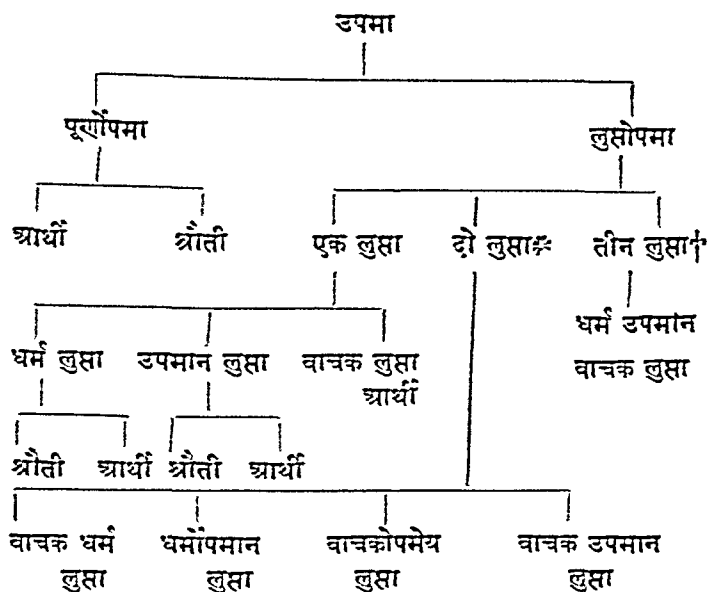 उपमा
पूर्णोपमा लुप्तोपमा
आर्थी श्रौती एक लुप्ता दो लुप्ता* तीन लुप्ता†
धर्म उपमान
धर्म लुप्ता उपमान लुप्ता वाचक लुप्ता वाचक लुप्ता
आर्थी
श्रौती आर्थी श्रौती आर्थी
वाचक धर्म धर्मोपमान वाचकोपमेय वाचक उपमान
लुप्ता लुप्ता लुप्ता लुप्ता